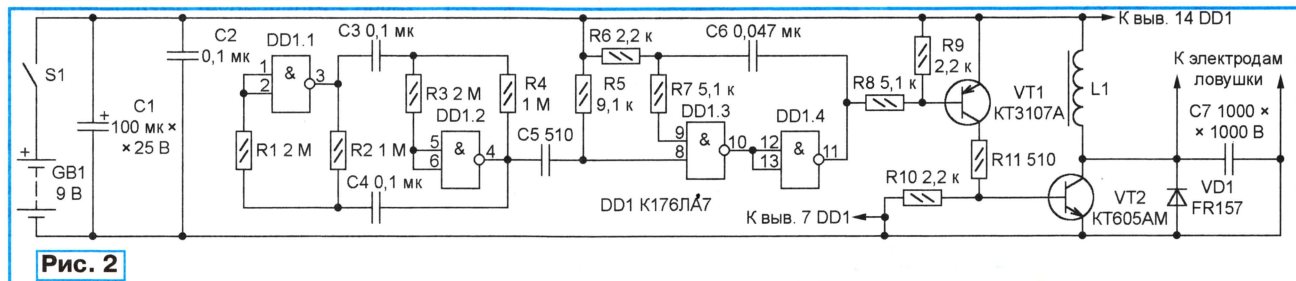 S1
GB1
9 В
C1
100 мк ×
× 25 В
C2
0,1 мк
DD1.1
1
2
&
3
R1 2 М
C3 0,1 мк
R2 1 М
C4 0,1 мк
R3 2 М
R4
1 М
DD1.2
5
6
&
4
C5 510
R5
9,1 к
R6 2,2 к
R7 5,1 к
C6 0,047 мк
DD1.3
9
8
&
10
DD1.4
12
13
&
11
DD1 К176ЛА7
R8 5,1 к
R9
2,2 к
VT1
КТ3107А
R10 2,2 к
R11 510
К выв. 7 DD1
К выв. 14 DD1
L1
К электродам
ловушки
C7 1000 ×
× 1000 В
VD1
FR157
VT2
КТ605АМ
Рис. 2